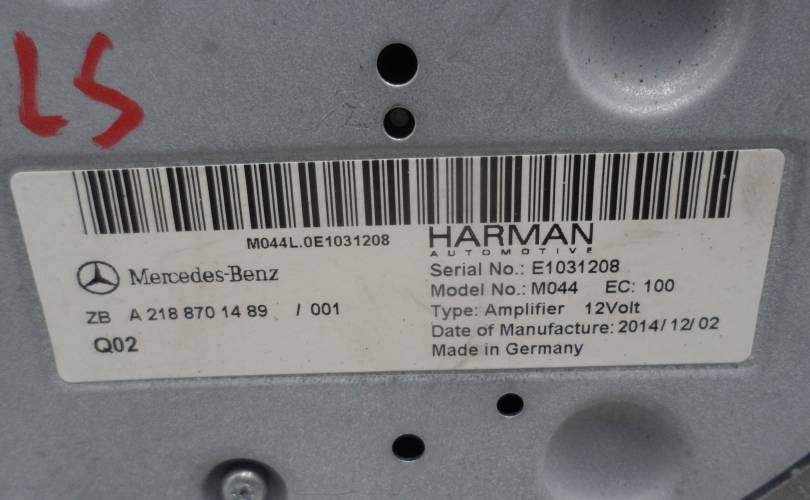 LS
M044L.0E1031208
HARMAN
AUTOMOTIVE
Mercedes-Benz
ZB A 218 870 14 89 / 001
Q02
Serial No.: E1031208
Model No.: M044 EC: 100
Type: Amplifier 12Volt
Date of Manufacture: 2014/12/02
Made in Germany